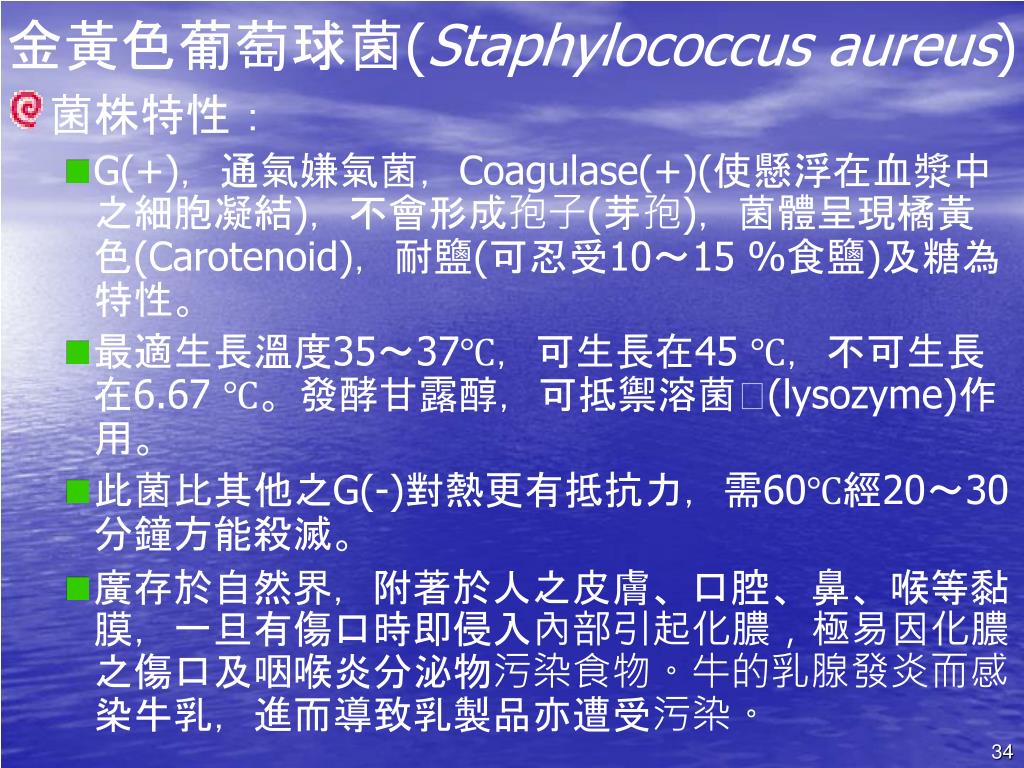 金黃色葡萄球菌(Staphylococcus aureus)
菌株特性：
G(+)，通氣嫌氣菌，Coagulase(+)(使懸浮在血漿中
之細胞凝結)，不會形成孢子(芽孢)，菌體呈現橘黃
色(Carotenoid)，耐鹽(可忍受10～15 %食鹽)及糖為
特性。
最適生長溫度35～37℃，可生長在45 ℃，不可生長
在6.67 ℃。發酵甘露醇，可抵禦溶菌(lysozyme)作
用。
此菌比其他之G(-)對熱更有抵抗力，需60℃經20～30
分鐘方能殺滅。
廣存於自然界，附著於人之皮膚、口腔、鼻、喉等黏
膜，一旦有傷口時即侵入內部引起化膿，極易因化膿
之傷口及咽喉炎分泌物污染食物。牛的乳腺發炎而感
染牛乳，進而導致乳製品亦遭受污染。
34